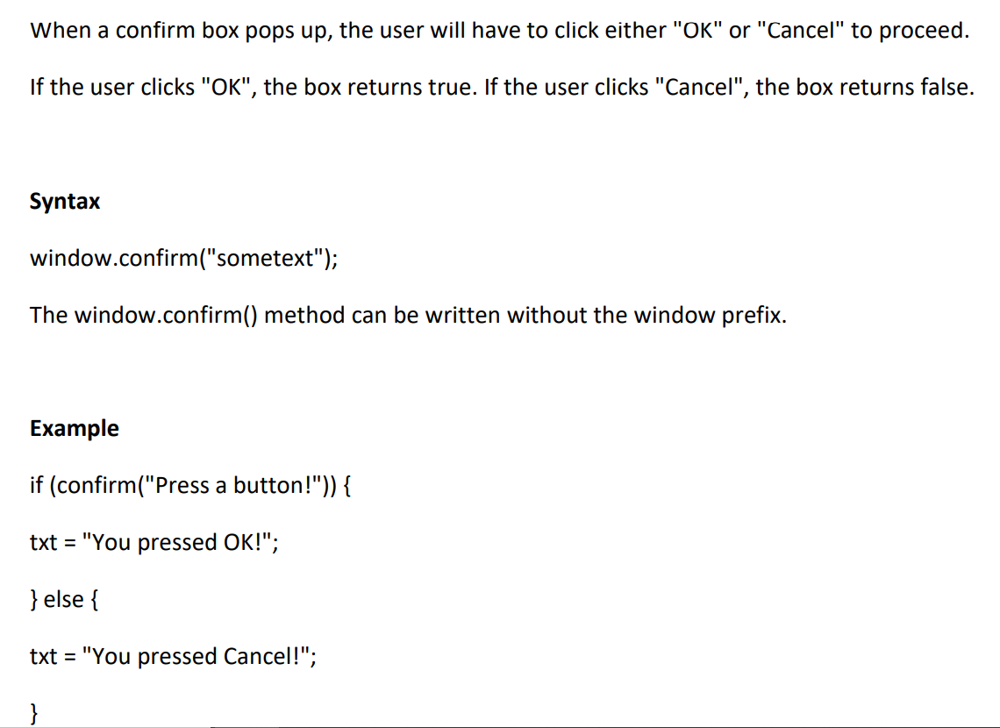 When a confirm box pops up, the user will have to click either "OK" or "Cancel" to proceed.
If the user clicks "OK", the box returns true. If the user clicks "Cancel", the box returns false.
Syntax
window.confirm("sometext");
The window.confirm() method can be written without the window prefix.
Example
if (confirm("Press a button!")) {
txt = "You pressed OK!";
} else {
txt = "You pressed Cancel!";
}